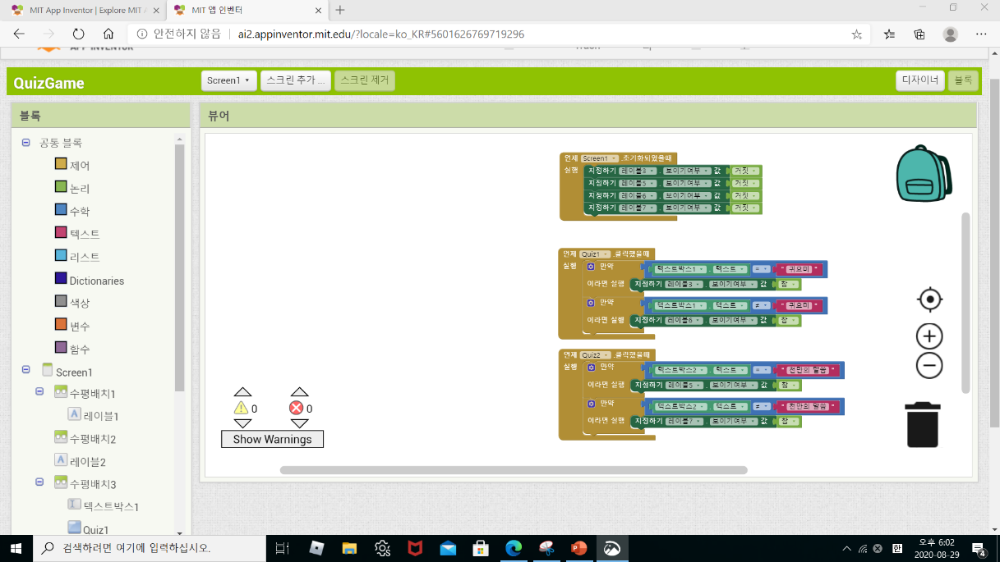 MIT App Inventor | Explore MIT A
MIT 앱 인벤터
안전하지 않음
ai2.appinventor.mit.edu/?locale=ko_KR#5601626769719296
QuizGame
Screen1
스크린 추가 ...
스크린 제거
디자이너
블록
블록
뷰어
공통 블록
제어
논리
수학
텍스트
리스트
Dictionaries
색상
변수
함수
Screen1
수평배치1
레이블1
수평배치2
레이블2
수평배치3
텍스트박스1
Quiz1
언제 Screen1 .초기화되었을때
실행 지정하기 레이블3 . 보이기여부 값 거짓
지정하기 레이블5 . 보이기여부 값 거짓
지정하기 레이블6 . 보이기여부 값 거짓
지정하기 레이블7 . 보이기여부 값 거짓
언제 Quiz1 .클릭했을때
실행 만약 텍스트박스1 . 텍스트 = " 귀요미 "
이라면 실행 지정하기 레이블3 . 보이기여부 값 참
만약 텍스트박스1 . 텍스트 ≠ " 귀요미 "
이라면 실행 지정하기 레이블6 . 보이기여부 값 참
언제 Quiz2 .클릭했을때
실행 만약 텍스트박스2 . 텍스트 = " 천만의 말씀 "
이라면 실행 지정하기 레이블5 . 보이기여부 값 참
만약 텍스트박스2 . 텍스트 ≠ " 천만의 말씀 "
이라면 실행 지정하기 레이블7 . 보이기여부 값 참
0 0
Show Warnings
검색하려면 여기에 입력하십시오.
한
오후 6:02
2020-08-29
4